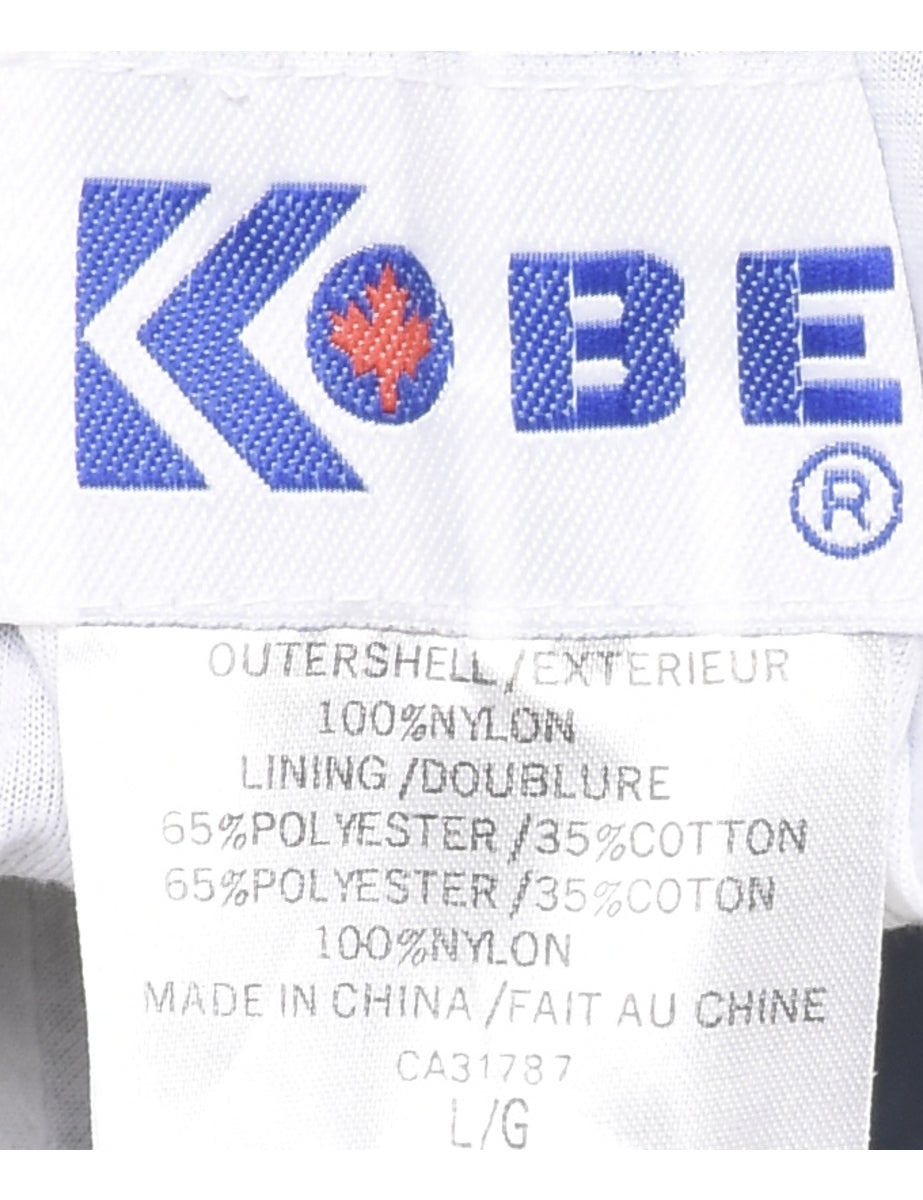 KOBE
®
OUTERSHELL/EXTERIEUR
100%NYLON
LINING/DOUBLURE
65%POLYESTER/35%COTTON
65%POLYESTER/35%COTON
100%NYLON
MADE IN CHINA/FAIT AU CHINE
CA31787
L/G